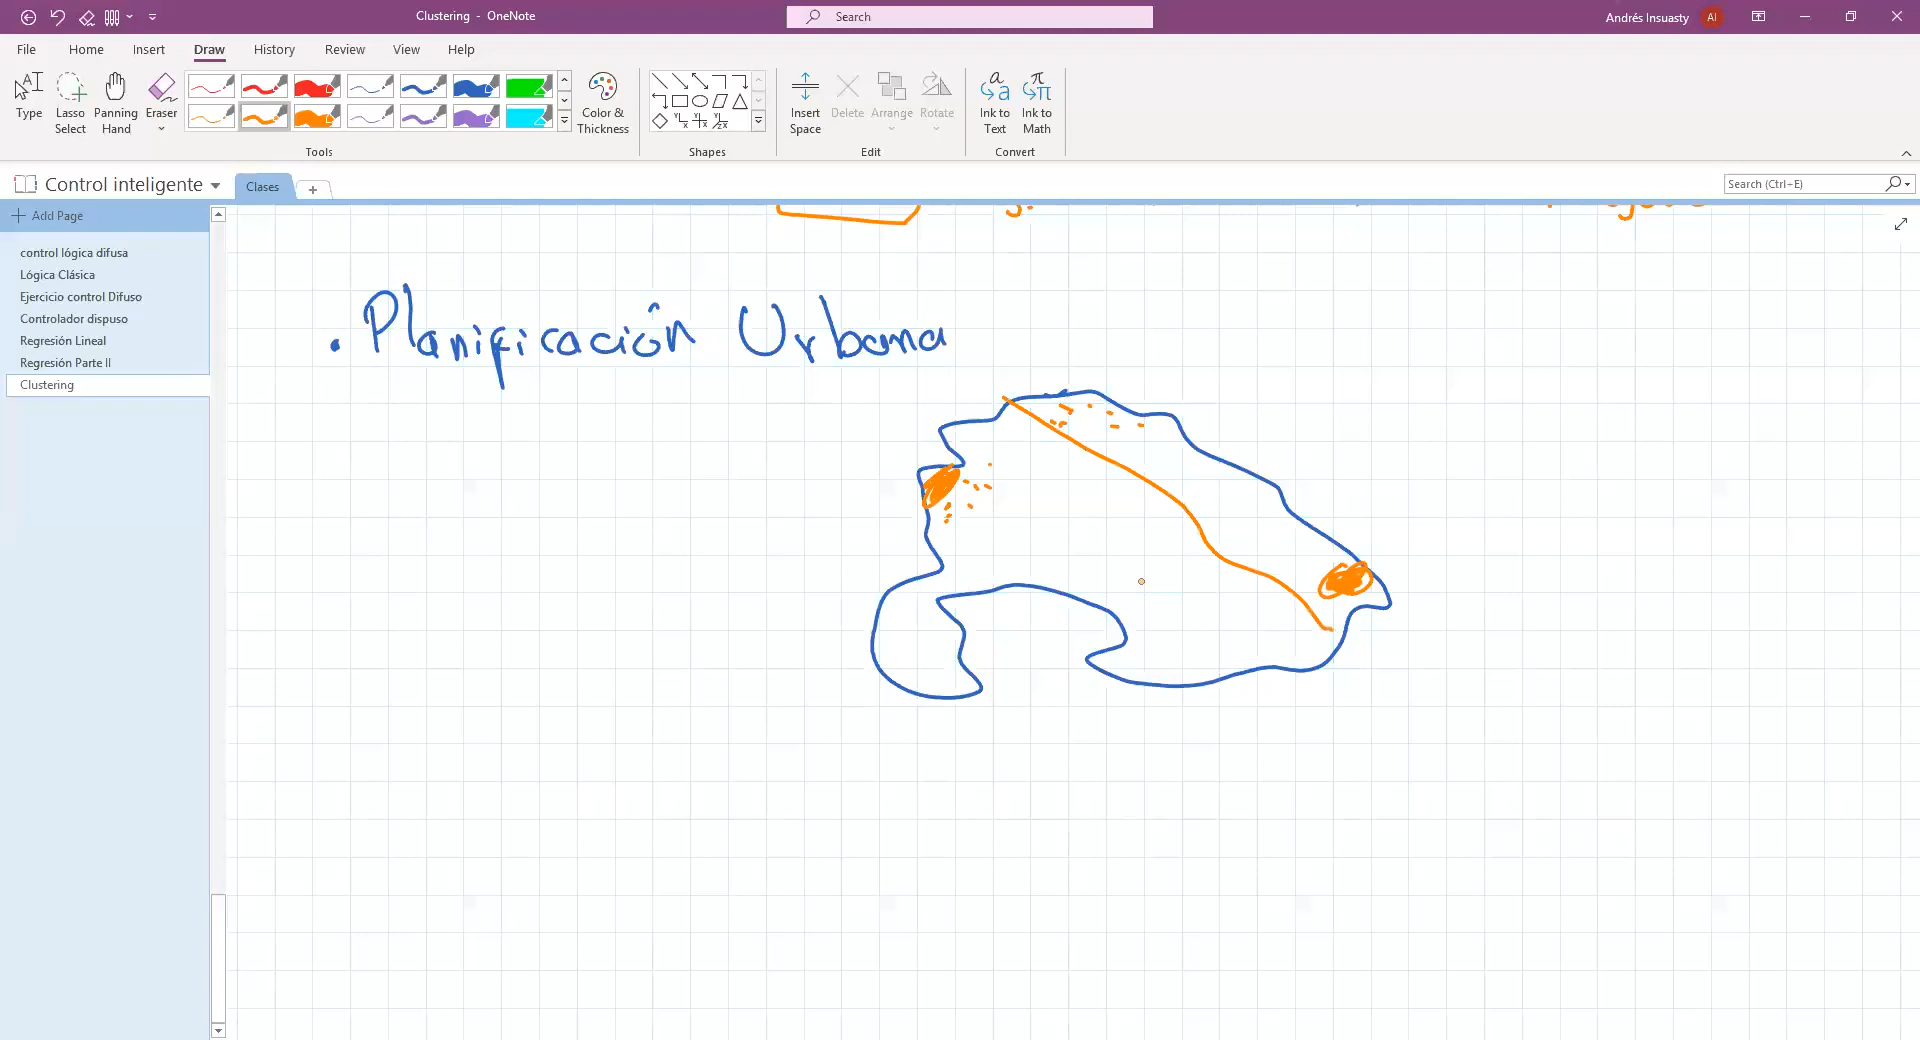 Clustering - OneNote
Search
Andrés Insuasty
AI
File Home Insert Draw History Review View Help
Type
Lasso Select
Panning Hand
Eraser
Color & Thickness
Insert Space
Delete
Arrange
Rotate
Ink to Text
Ink to Math
Tools
Shapes
Edit
Convert
Control inteligente
Clases
Search (Ctrl+E)
Add Page
control lógica difusa
Lógica Clásica
Ejercicio control Difuso
Controlador dispuso
Regresión Lineal
Regresión Parte II
Clustering
. Planificación Urbana